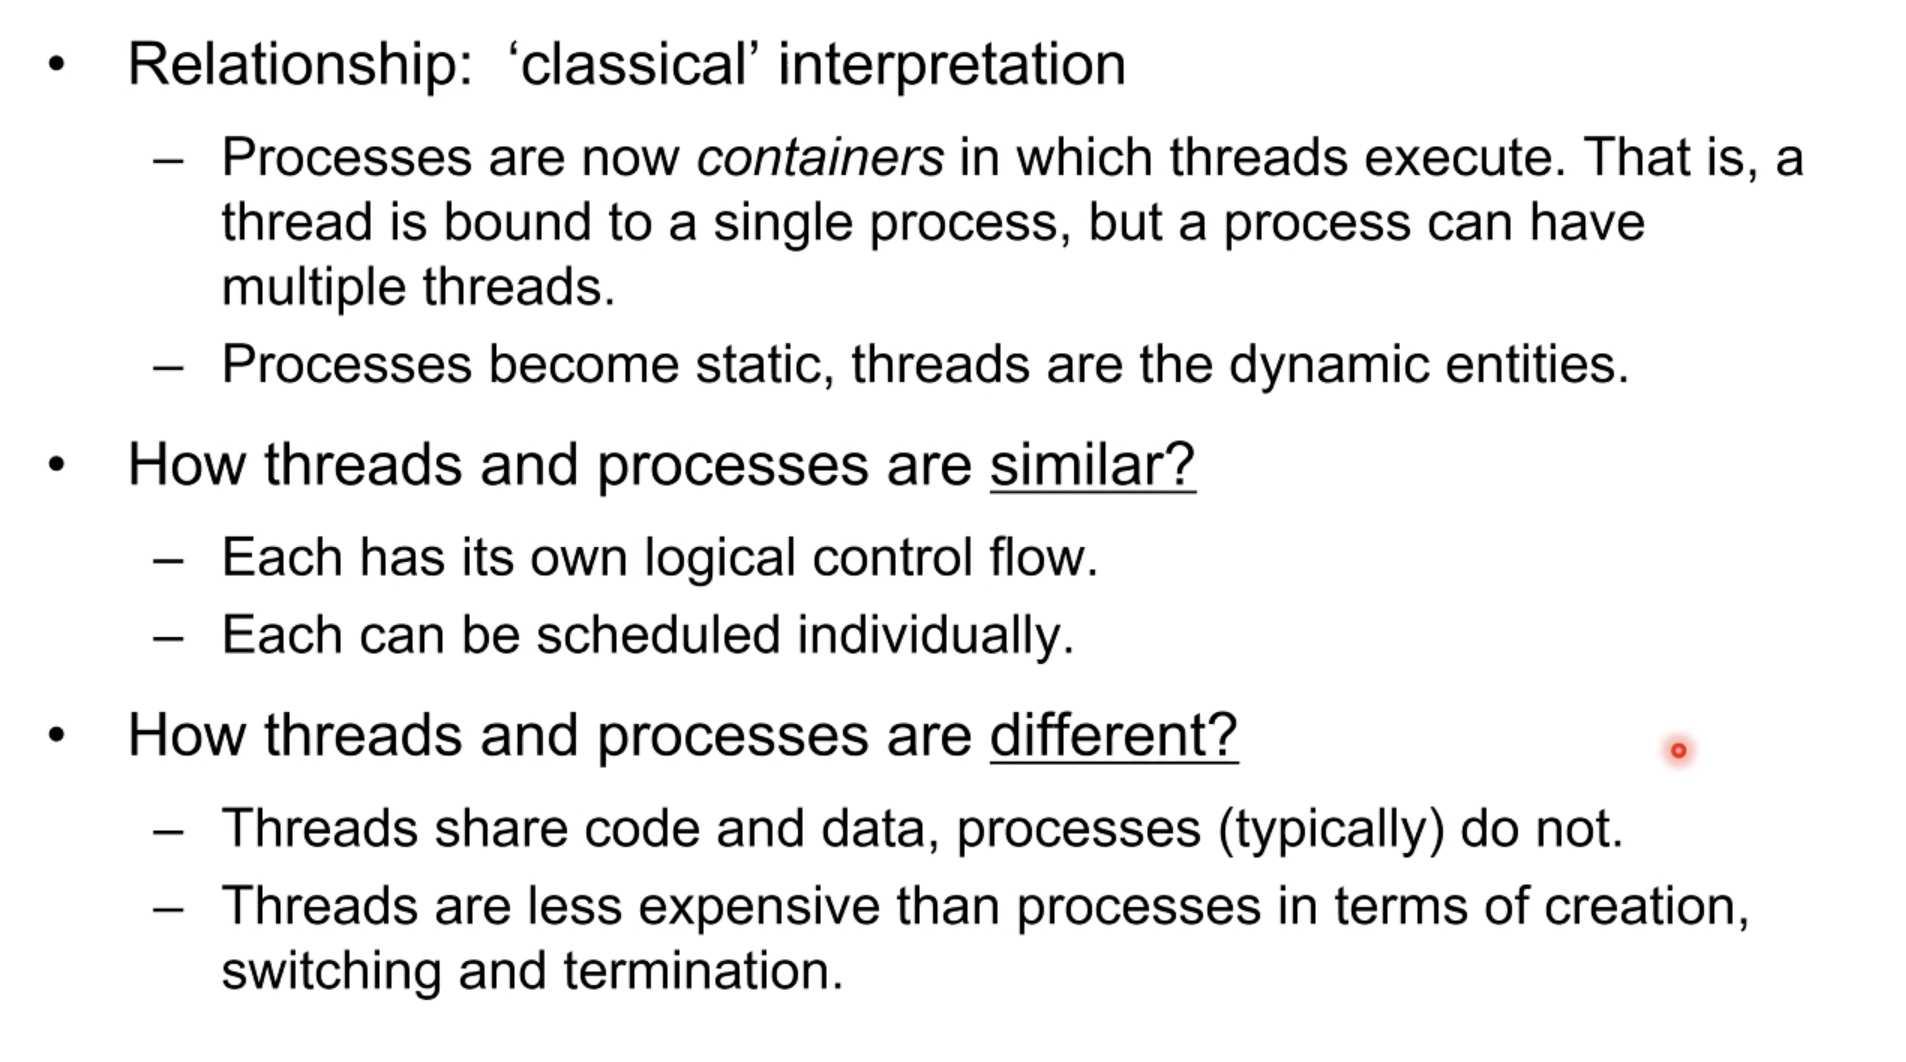 • Relationship:  ‘classical’ interpretation
– Processes are now containers in which threads execute. That is, a
thread is bound to a single process, but a process can have
multiple threads.
– Processes become static, threads are the dynamic entities.
• How threads and processes are similar?
– Each has its own logical control flow.
– Each can be scheduled individually.
• How threads and processes are different?
– Threads share code and data, processes (typically) do not.
– Threads are less expensive than processes in terms of creation,
switching and termination.